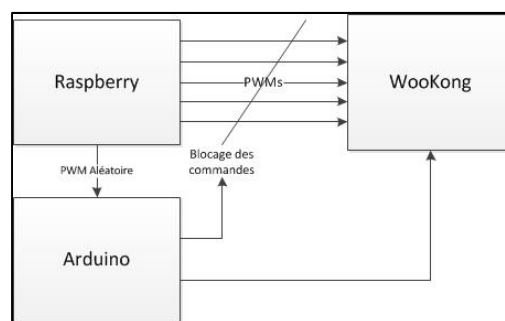 Raspberry
PWMs
WooKong
Blocage des
commandes
PWM Aléatoire
Arduino